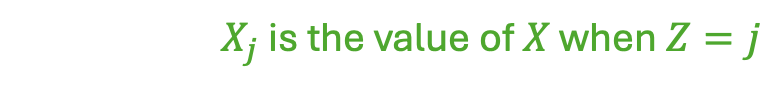 Xⱼ is the value of X when Z = j